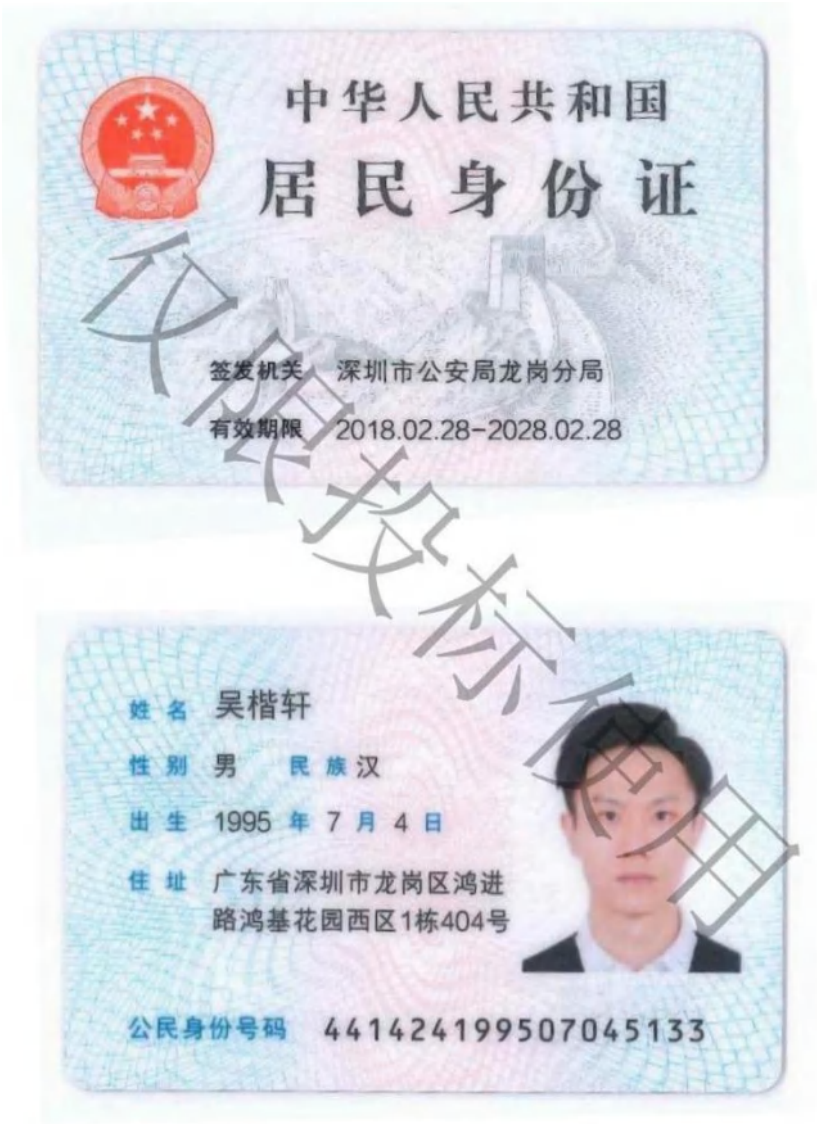 中华人民共和国
居民身份证
签发机关 深圳市公安局龙岗分局
有效期限 2018.02.28-2028.02.28
仅限投标使用
姓名 吴楷轩
性别 男 民族 汉
出生 1995 年 7 月 4 日
住址 广东省深圳市龙岗区鸿进
路鸿基花园西区1栋404号
公民身份号码 441424199507045133